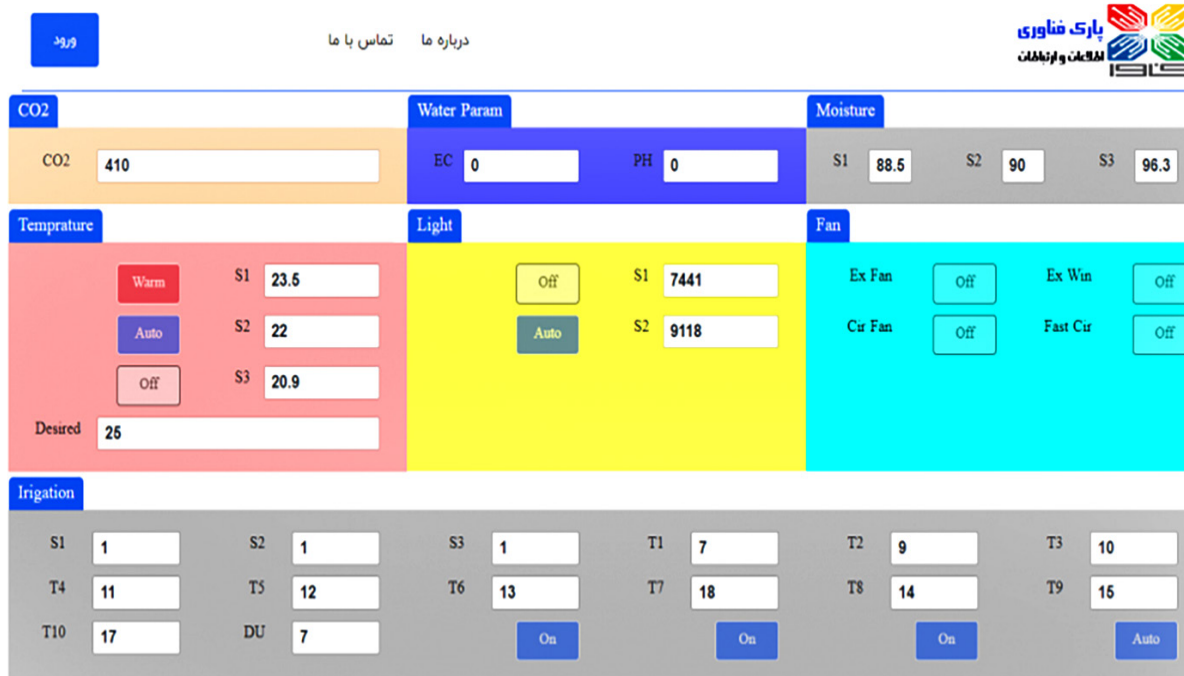 ورود
تماس با ما
درباره ما
پارک فناوری
اطلاعات و ارتباطات
فناوا
CO2
Water Param
Moisture
CO2 410
EC 0 PH 0
S1 88.5 S2 90 S3 96.3
Temprature
Light
Fan
Warm S1 23.5
Auto S2 22
Off S3 20.9
Desired 25
Off S1 7441
Auto S2 9118
Ex Fan Off Ex Win Off
Cir Fan Off Fast Cir Off
Irigation
S1 1 S2 1 S3 1 T1 7 T2 9 T3 10
T4 11 T5 12 T6 13 T7 18 T8 14 T9 15
T10 17 DU 7 On On On Auto